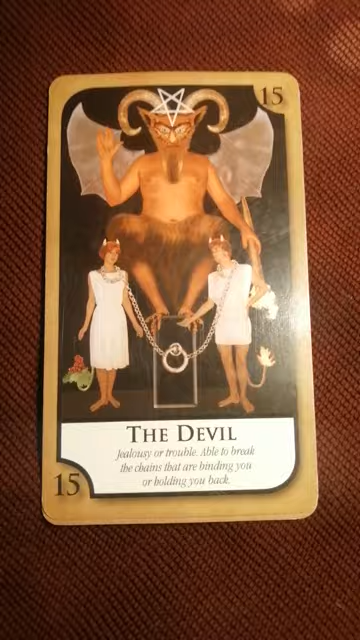 15
THE DEVIL
Jealousy or trouble. Able to break
the chains that are binding you
or holding you back.
15